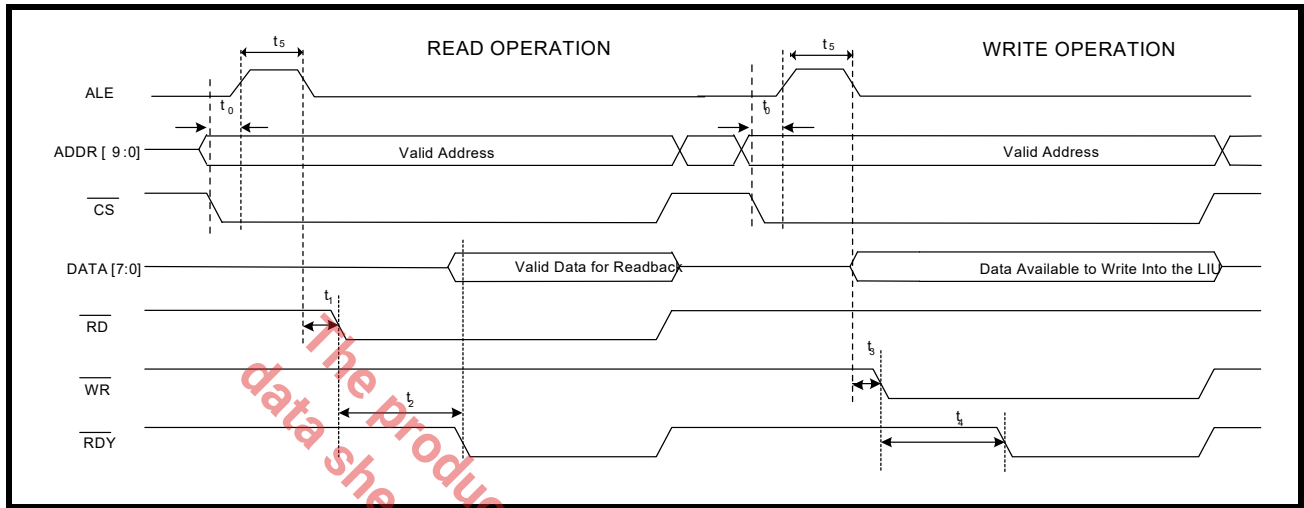 READ OPERATION
WRITE OPERATION
t5
t5
ALE
t0
t0
ADDR [ 9:0]
Valid Address
Valid Address
CS
DATA [7:0]
Valid Data for Readback
Data Available to Write Into the LIU
t1
RD
t3
WR
t2
t4
RDY
The produc
data she